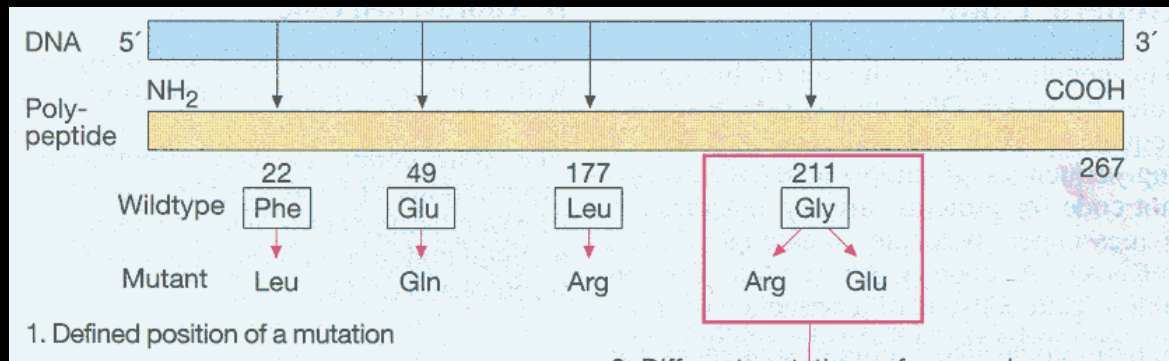 DNA 5´ 3´
NH₂ COOH
Poly-
peptide
22 49 177 211 267
Wildtype Phe Glu Leu Gly
Mutant Leu Gln Arg Arg Glu
1. Defined position of a mutation